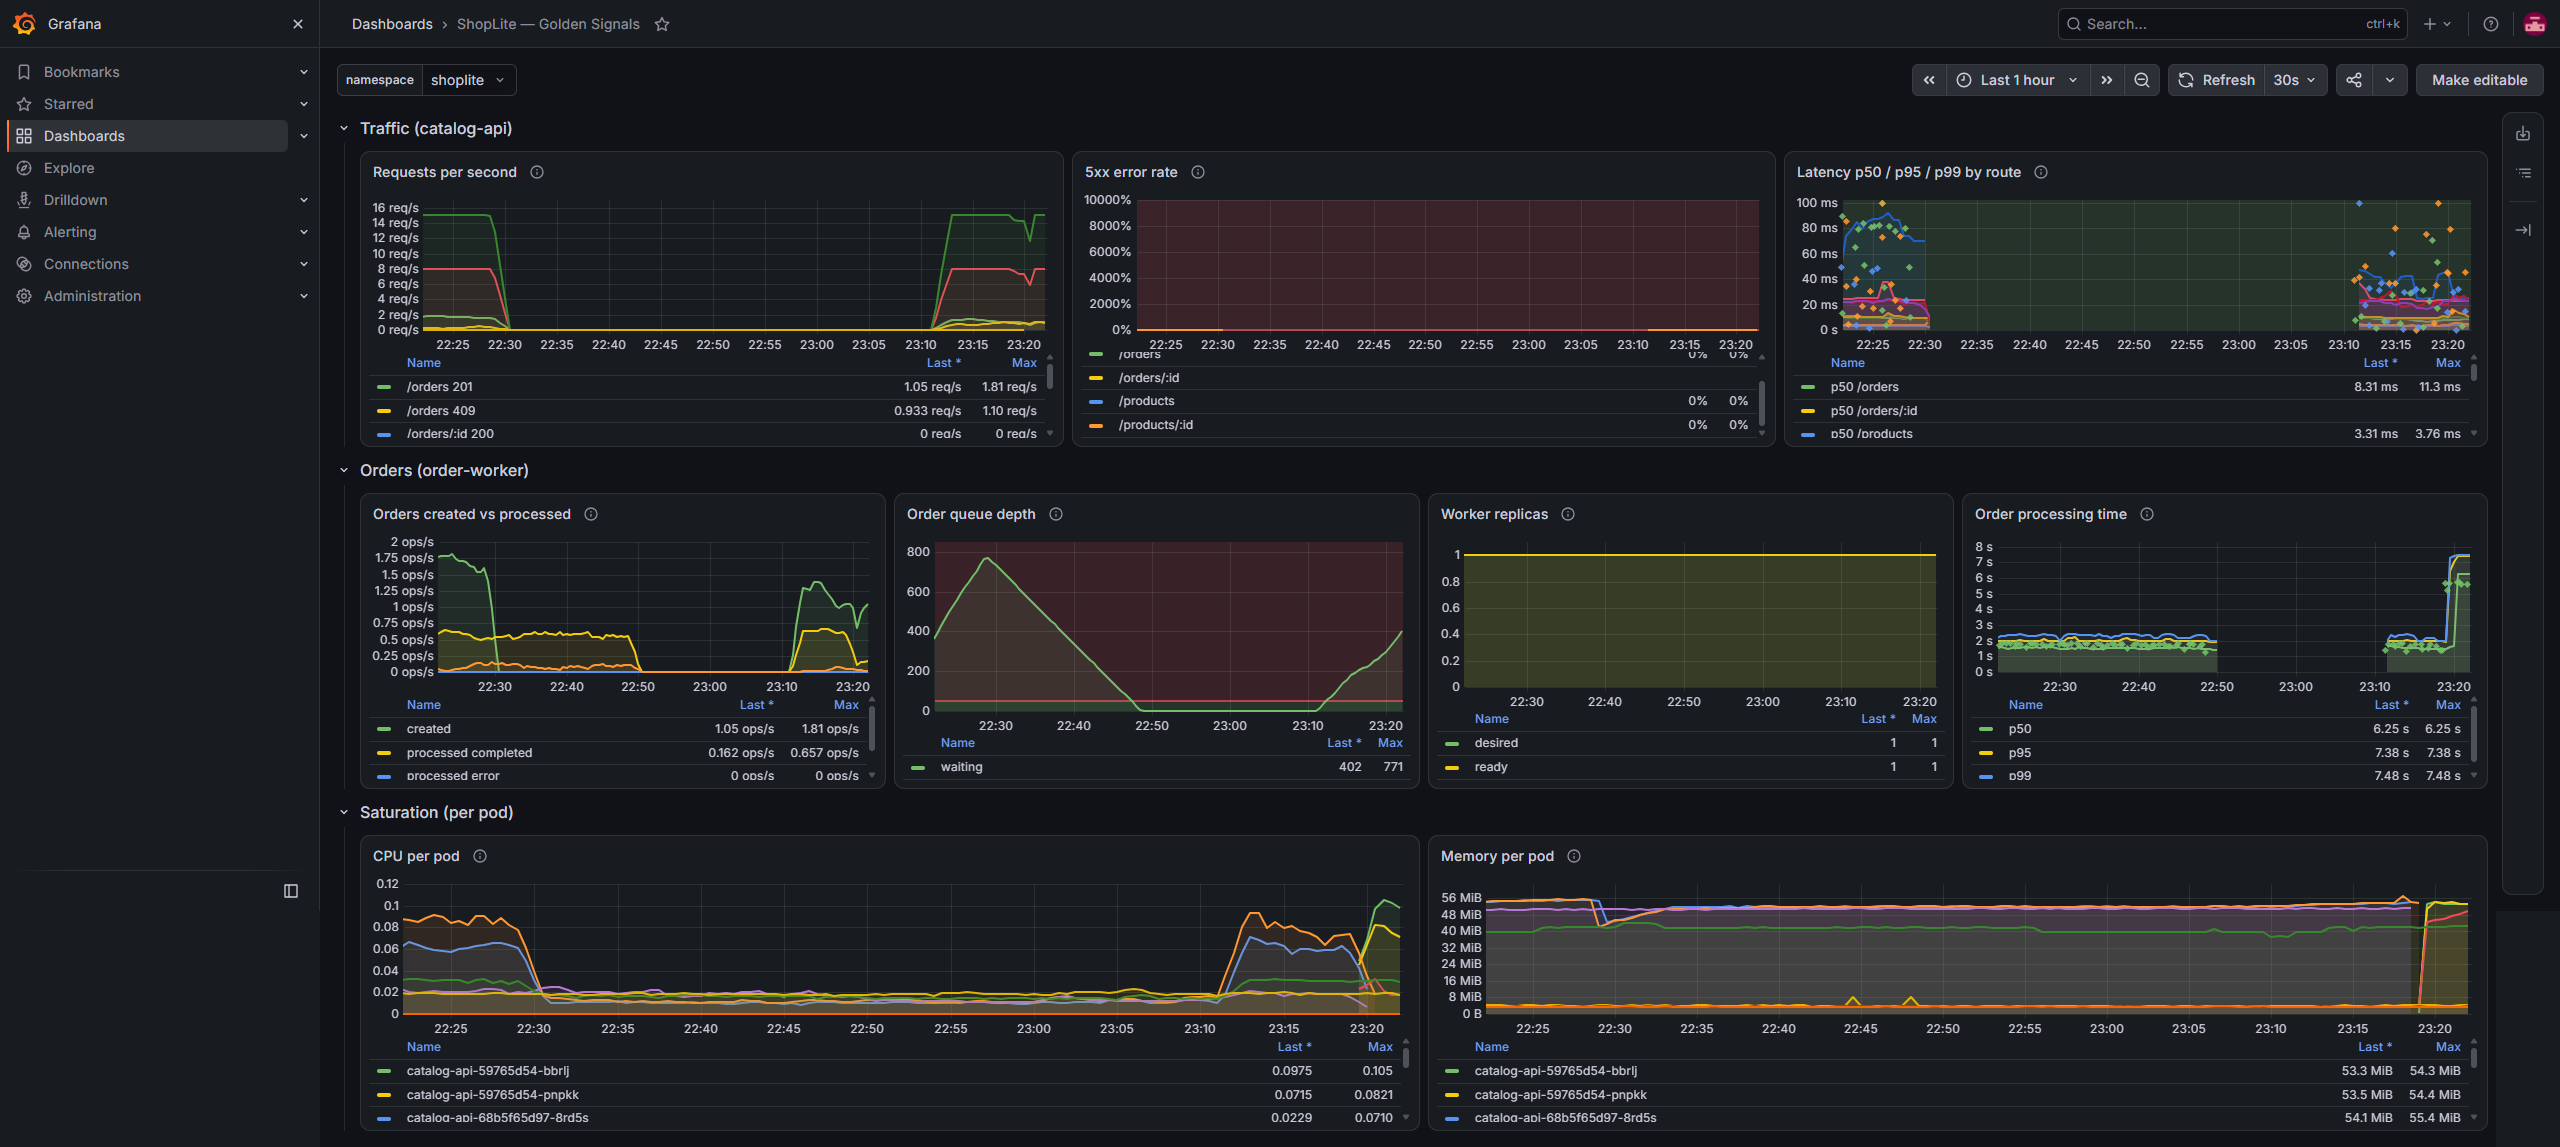 Grafana
Dashboards › ShopLite — Golden Signals
Search...
ctrl+k
Bookmarks
Starred
Dashboards
Explore
Drilldown
Alerting
Connections
Administration
namespace shoplite
Last 1 hour
Refresh 30s
Make editable
Traffic (catalog-api)
Requests per second
16 req/s
14 req/s
12 req/s
10 req/s
8 req/s
6 req/s
4 req/s
2 req/s
0 req/s
22:25 22:30 22:35 22:40 22:45 22:50 22:55 23:00 23:05 23:10 23:15 23:20
Name Last * Max
/orders 201 1.05 req/s 1.81 req/s
/orders 409 0.933 req/s 1.10 req/s
/orders/:id 200 0 req/s 0 req/s
5xx error rate
10000%
8000%
6000%
4000%
2000%
0%
22:25 22:30 22:35 22:40 22:45 22:50 22:55 23:00 23:05 23:10 23:15 23:20
/orders 0% 0%
/orders/:id
/products 0% 0%
/products/:id 0% 0%
Latency p50 / p95 / p99 by route
100 ms
80 ms
60 ms
40 ms
20 ms
0 s
22:25 22:30 22:35 22:40 22:45 22:50 22:55 23:00 23:05 23:10 23:15 23:20
Name Last * Max
p50 /orders 8.31 ms 11.3 ms
p50 /orders/:id
p50 /products 3.31 ms 3.76 ms
Orders (order-worker)
Orders created vs processed
2 ops/s
1.75 ops/s
1.5 ops/s
1.25 ops/s
1 ops/s
0.75 ops/s
0.5 ops/s
0.25 ops/s
0 ops/s
22:30 22:40 22:50 23:00 23:10 23:20
Name Last * Max
created 1.05 ops/s 1.81 ops/s
processed completed 0.162 ops/s 0.657 ops/s
processed error 0 ops/s 0 ops/s
Order queue depth
800
600
400
200
0
22:30 22:40 22:50 23:00 23:10 23:20
Name Last * Max
waiting 402 771
Worker replicas
1
0.8
0.6
0.4
0.2
0
22:30 22:40 22:50 23:00 23:10 23:20
Name Last * Max
desired 1 1
ready 1 1
Order processing time
8 s
7 s
6 s
5 s
4 s
3 s
2 s
1 s
0 s
22:30 22:40 22:50 23:00 23:10 23:20
Name Last * Max
p50 6.25 s 6.25 s
p95 7.38 s 7.38 s
p99 7.48 s 7.48 s
Saturation (per pod)
CPU per pod
0.12
0.1
0.08
0.06
0.04
0.02
0
22:25 22:30 22:35 22:40 22:45 22:50 22:55 23:00 23:05 23:10 23:15 23:20
Name Last * Max
catalog-api-59765d54-bbrlj 0.0975 0.105
catalog-api-59765d54-pnpkk 0.0715 0.0821
catalog-api-68b5f65d97-8rd5s 0.0229 0.0710
Memory per pod
56 MiB
48 MiB
40 MiB
32 MiB
24 MiB
16 MiB
8 MiB
0 B
22:25 22:30 22:35 22:40 22:45 22:50 22:55 23:00 23:05 23:10 23:15 23:20
Name Last * Max
catalog-api-59765d54-bbrlj 53.3 MiB 54.3 MiB
catalog-api-59765d54-pnpkk 53.5 MiB 54.4 MiB
catalog-api-68b5f65d97-8rd5s 54.1 MiB 55.4 MiB